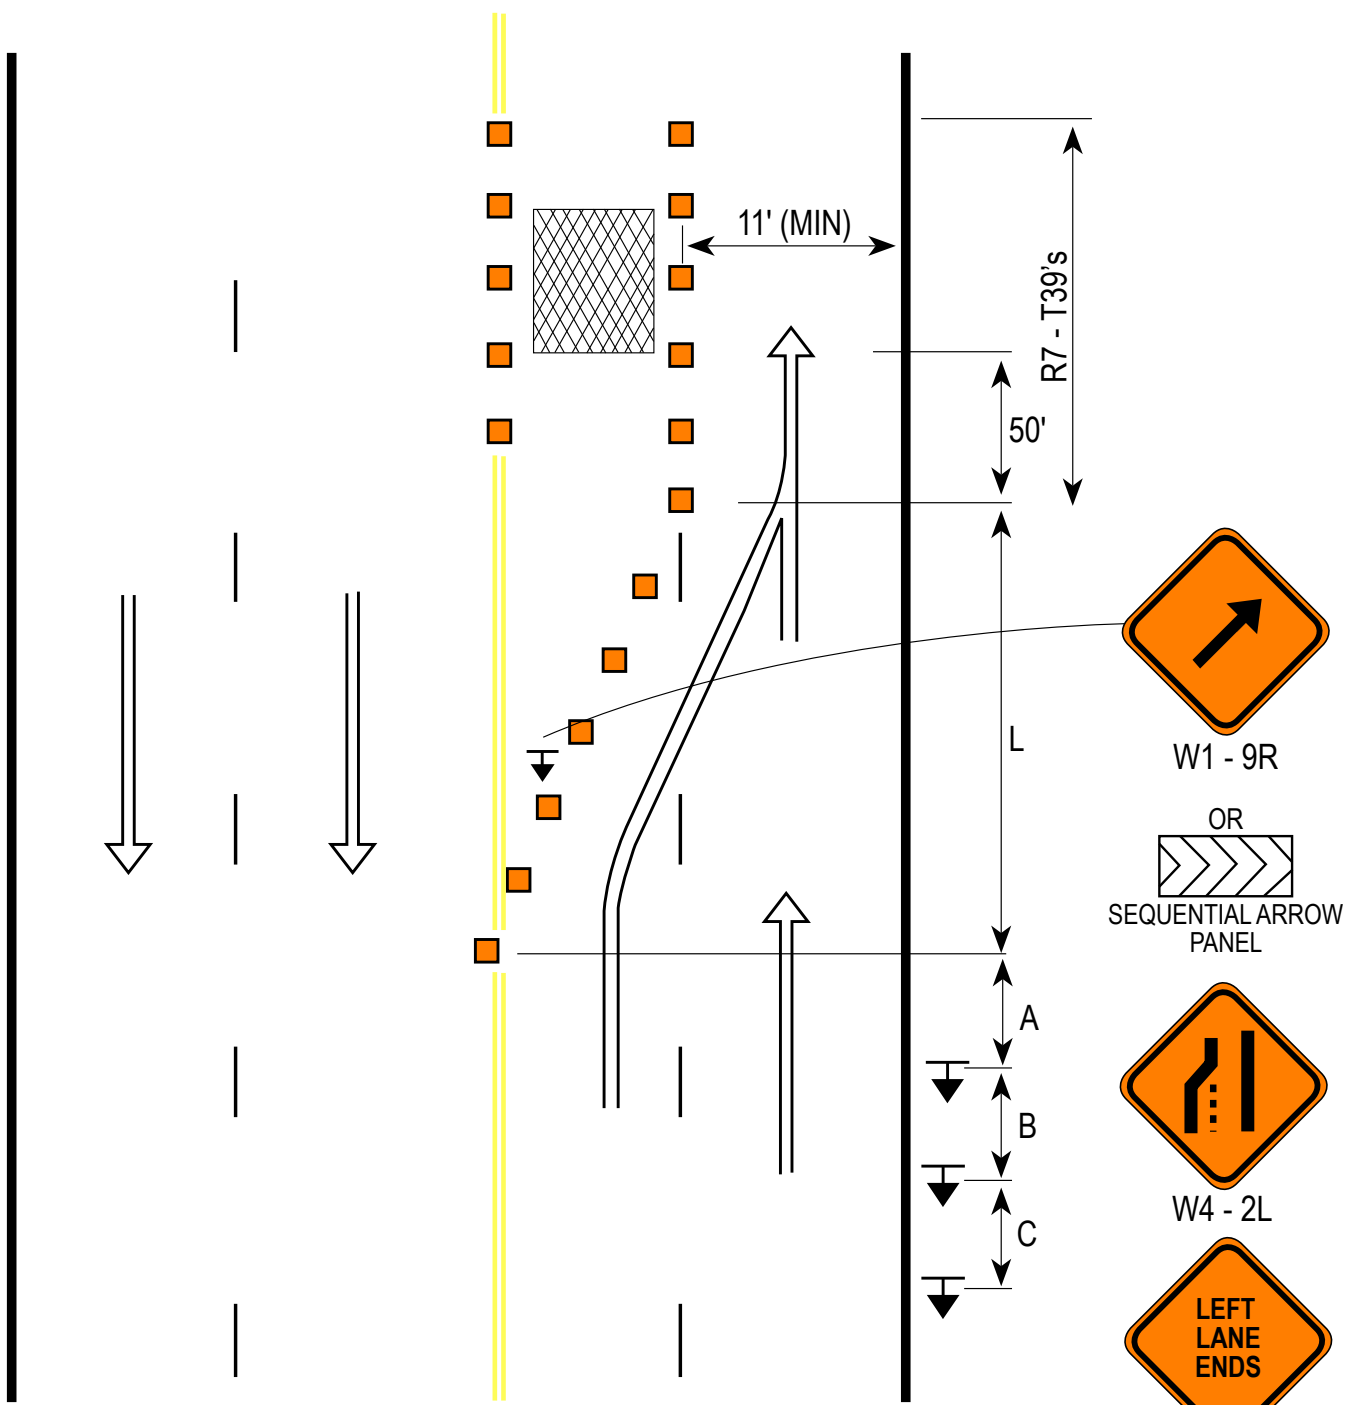 11' (MIN)
R7 - T39's
50'
L
W1 - 9R
OR
SEQUENTIAL ARROW
PANEL
A
B
W4 - 2L
C
LEFT
LANE
ENDS